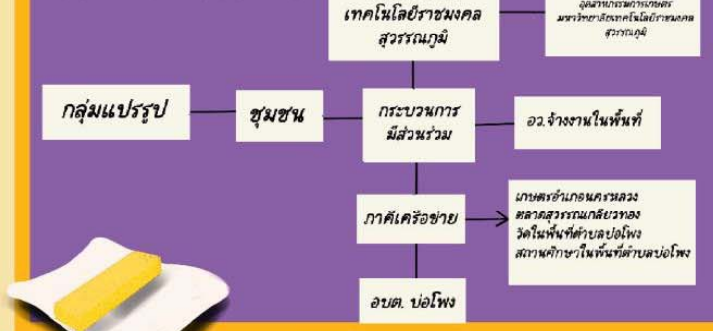 เทคโนโลยีราชมงคล
สุวรรณภูมิ
อุตสาหกรรมการเกษตร
มหาวิทยาลัยเทคโนโลยีราชมงคล
สุวรรณภูมิ
กลุ่มแปรรูป
ชุมชน
กระบวนการ
มีส่วนร่วม
อว.จ้างงานในพื้นที่
ภาคีเครือข่าย
เกษตรอำเภอนครหลวง
ตลาดสุวรรณเกลียวทอง
วัดในพื้นที่ตำบลบ่อโพง
สถานศึกษาในพื้นที่ตำบลบ่อโพง
อบต. บ่อโพง